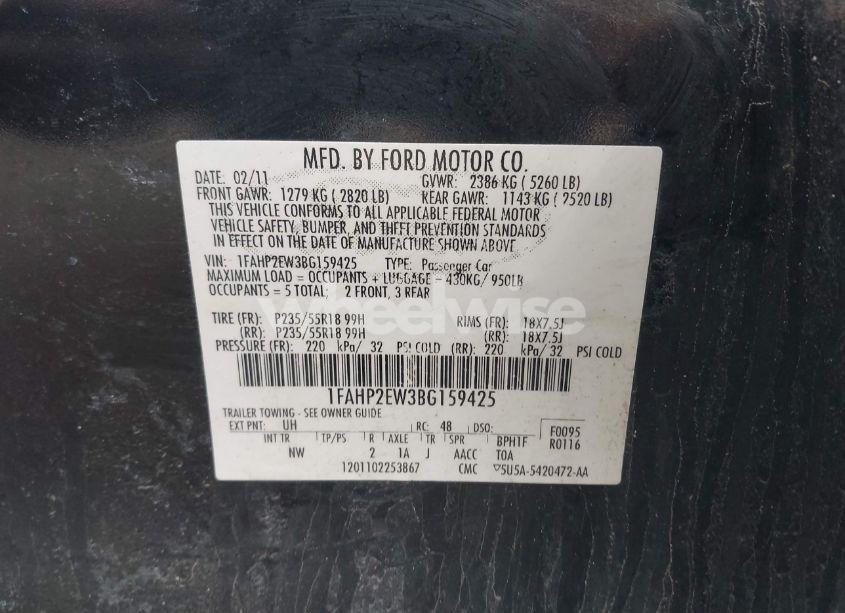 MFD. BY FORD MOTOR CO.
DATE: 02/11 GVWR: 2386 KG ( 5260 LB)
FRONT GAWR: 1279 KG ( 2820 LB) REAR GAWR: 1143 KG ( 2520 LB)
THIS VEHICLE CONFORMS TO ALL APPLICABLE FEDERAL MOTOR
VEHICLE SAFETY, BUMPER, AND THEFT PREVENTION STANDARDS
IN EFFECT ON THE DATE OF MANUFACTURE SHOWN ABOVE.
VIN: 1FAHP2EW3BG159425 TYPE: Passenger Car
MAXIMUM LOAD = OCCUPANTS + LUGGAGE = 430KG/ 950LB
OCCUPANTS = 5 TOTAL: 2 FRONT, 3 REAR
Wheelwise
TIRE (FR): P235/55R18 99H RIMS (FR): 18X7.5J
(RR): P235/55R18 99H (RR): 18X7.5J
PRESSURE (FR): 220 kPa/ 32 PSI COLD (RR): 220 kPa/ 32 PSI COLD
1FAHP2EW3BG159425
TRAILER TOWING - SEE OWNER GUIDE
EXT PNT: UH RC: 48 DSO: F0095
INT TR TP/PS R AXLE TR SPR BPH1F R0116
NW 2 1A J AACC TOA
1201102253867 CMC 5U5A-5420472-AA